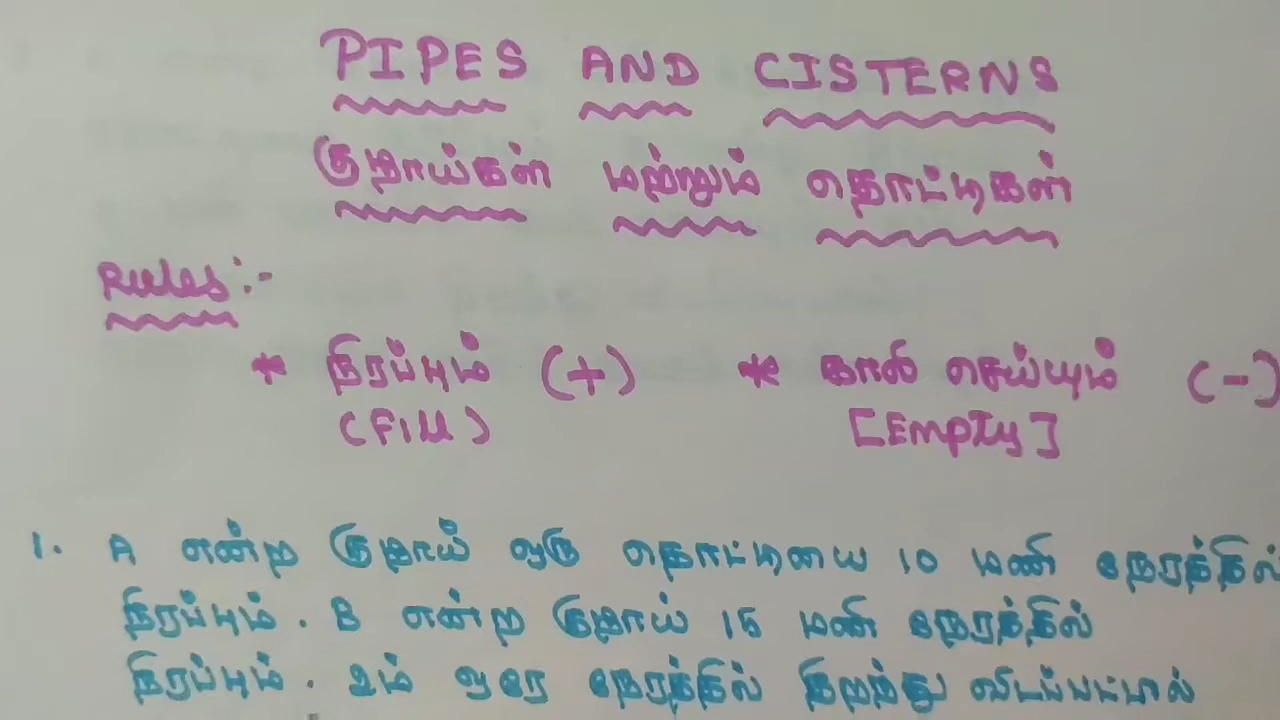 PIPES AND CISTERNS
குழாய்கள் மற்றும் தொட்டிகள்
Rules:-
* நிரப்பும் (+) * காலி செய்யும் (-)
(Fill) [Empty]
1. A என்ற குழாய் ஒரு தொட்டியை 10 மணி நேரத்தில்
நிரப்பும். B என்ற குழாய் 15 மணி நேரத்தில்
நிரப்பும். 2ம் ஒரே நேரத்தில் திறந்து விடப்பட்டால்